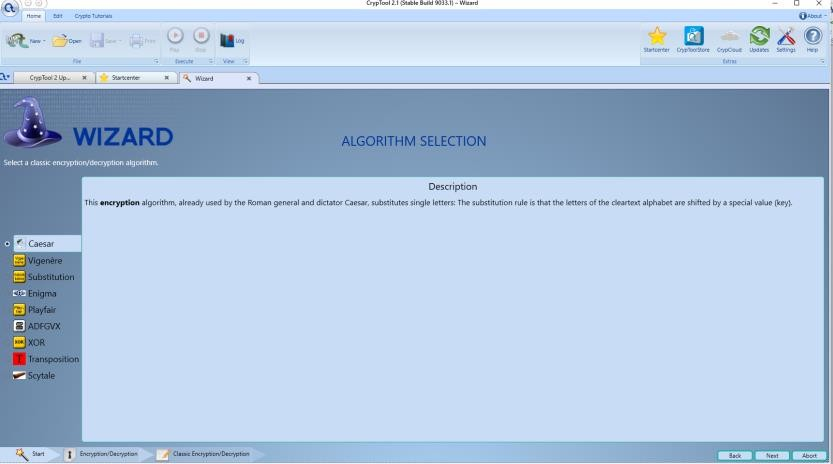 CrypTool 2.1 (Stable Build 9033.1) – Wizard
Home Edit Crypto Tutorials
About
New Open Save Print Play Stop Log
Startcenter CrypToolStore CrypCloud Updates Settings Help
File Execute View Extras
CrypTool 2 Up... Startcenter Wizard
WIZARD
ALGORITHM SELECTION
Select a classic encryption/decryption algorithm.
Description
This encryption algorithm, already used by the Roman general and dictator Caesar, substitutes single letters: The substitution rule is that the letters of the cleartext alphabet are shifted by a special value (key).
Caesar
Vigenère
Substitution
Enigma
Playfair
ADFGVX
XOR XOR
Transposition
Scytale
Start Encryption/Decryption Classic Encryption/Decryption
Back Next Abort